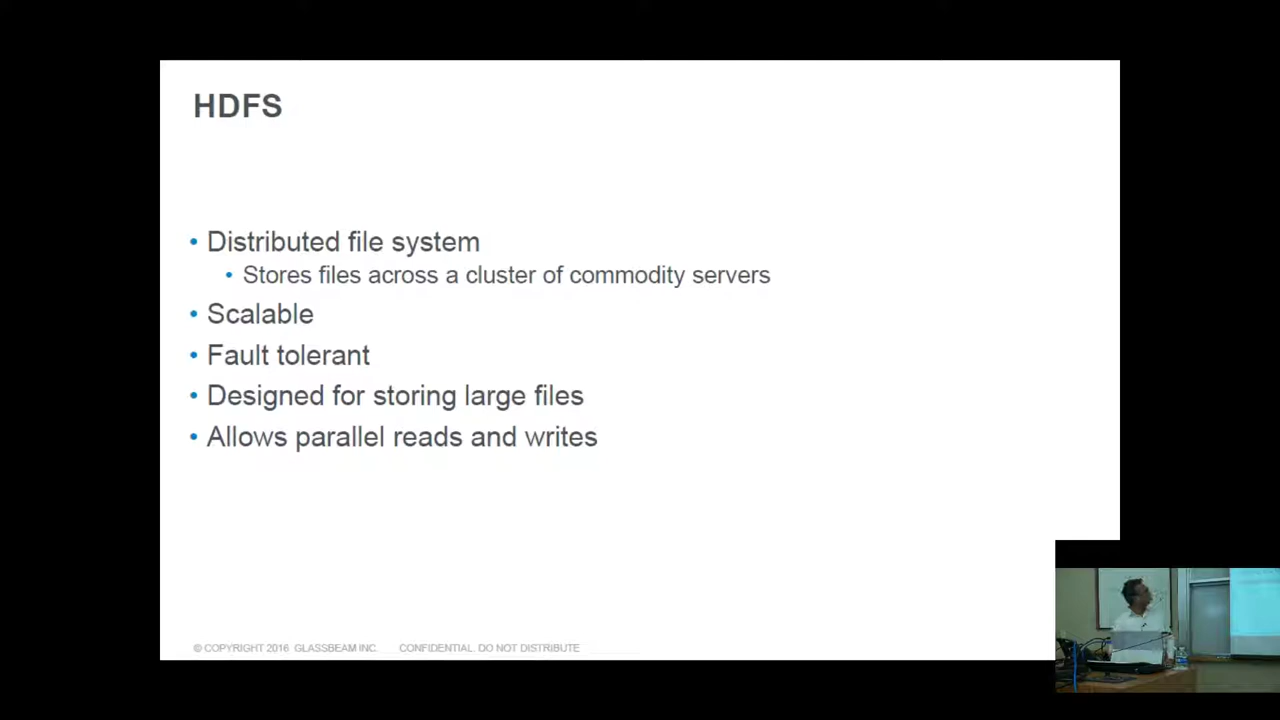 HDFS
• Distributed file system
• Stores files across a cluster of commodity servers
• Scalable
• Fault tolerant
• Designed for storing large files
• Allows parallel reads and writes
© COPYRIGHT 2016 GLASSBEAM INC. CONFIDENTIAL. DO NOT DISTRIBUTE